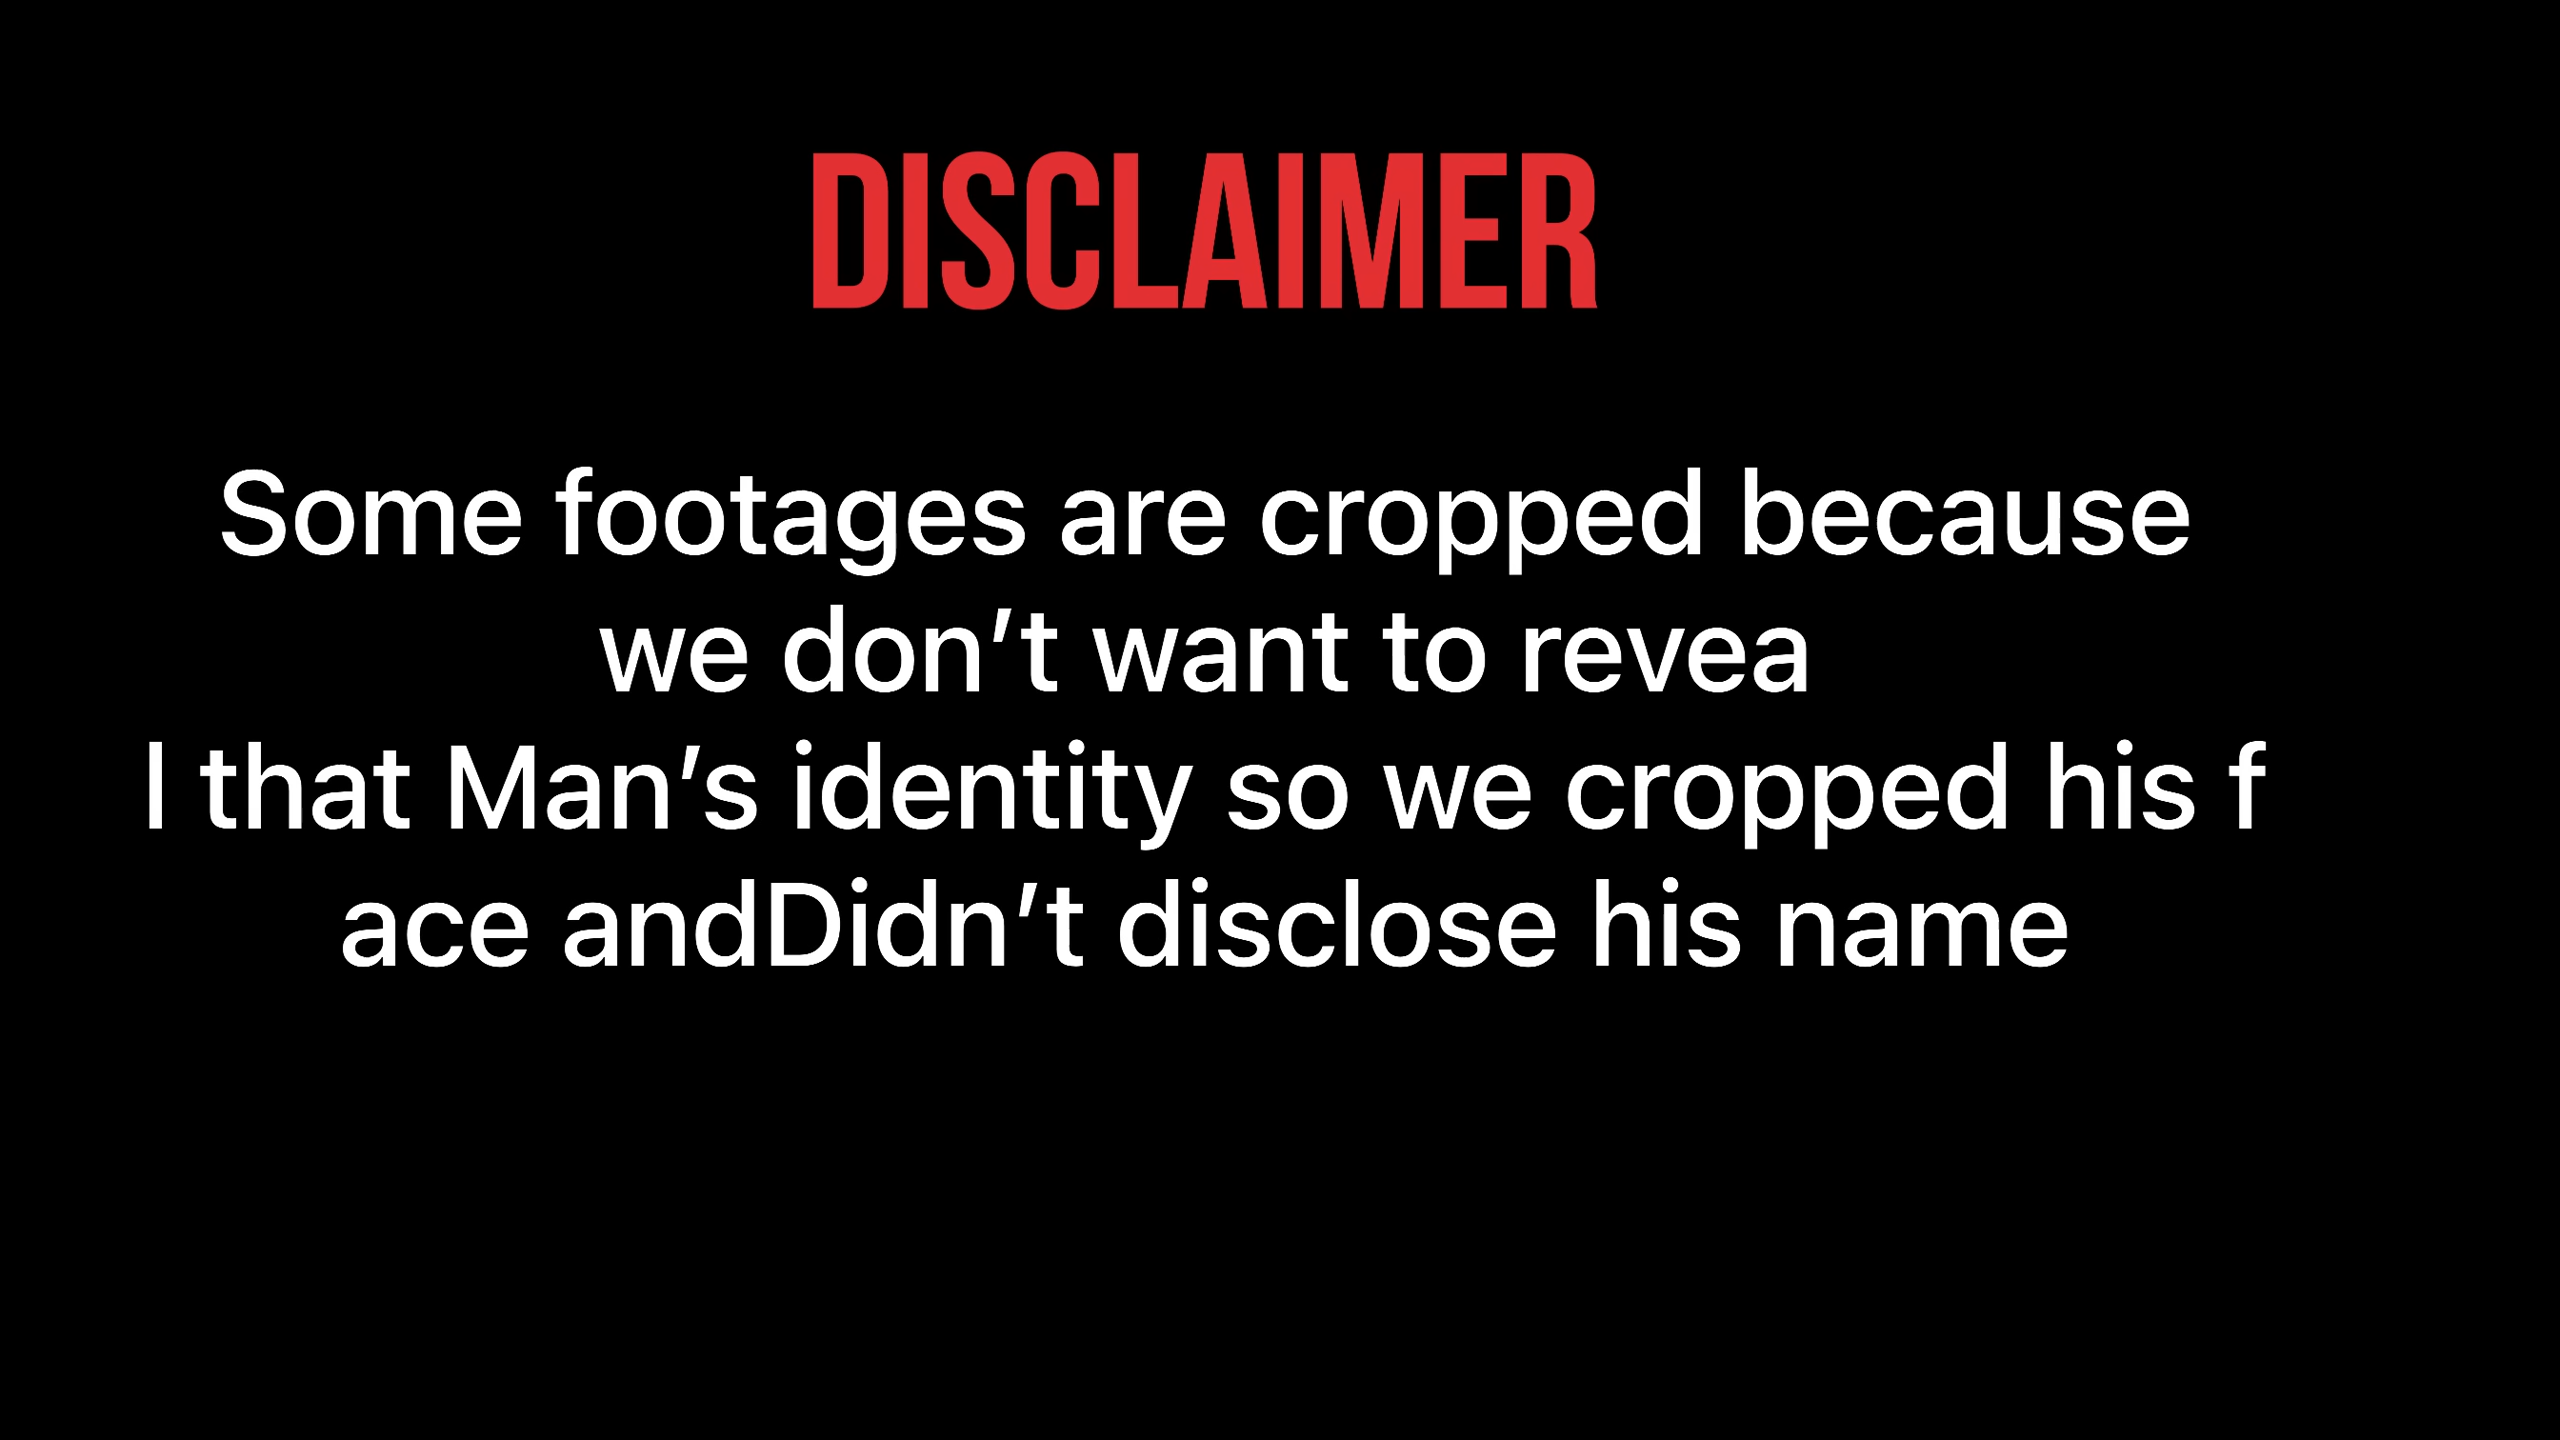 DISCLAIMER
Some footages are cropped because
we don’t want to revea
l that Man’s identity so we cropped his f
ace andDidn’t disclose his name